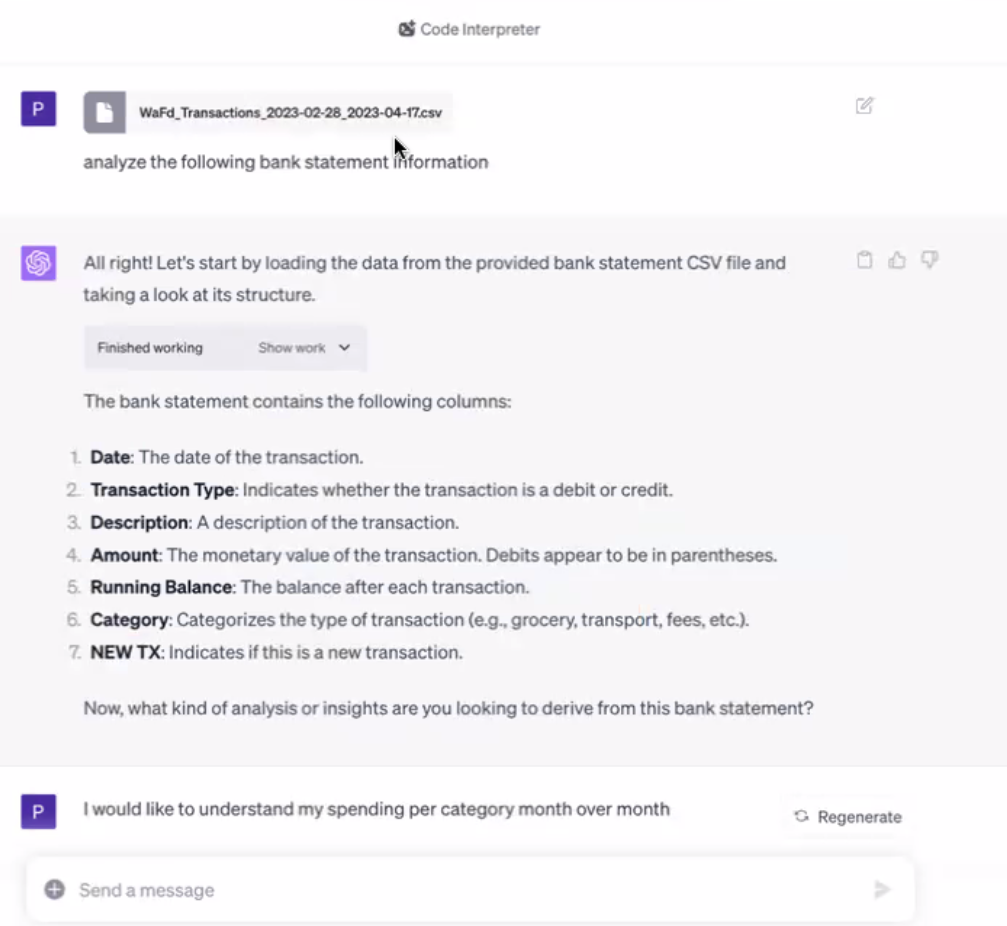 Code Interpreter
P
WaFd_Transactions_2023-02-28_2023-04-17.csv
analyze the following bank statement information
All right! Let's start by loading the data from the provided bank statement CSV file and
taking a look at its structure.
Finished working Show work
The bank statement contains the following columns:
1. Date: The date of the transaction.
2. Transaction Type: Indicates whether the transaction is a debit or credit.
3. Description: A description of the transaction.
4. Amount: The monetary value of the transaction. Debits appear to be in parentheses.
5. Running Balance: The balance after each transaction.
6. Category: Categorizes the type of transaction (e.g., grocery, transport, fees, etc.).
7. NEW TX: Indicates if this is a new transaction.
Now, what kind of analysis or insights are you looking to derive from this bank statement?
P
I would like to understand my spending per category month over month
Regenerate
Send a message